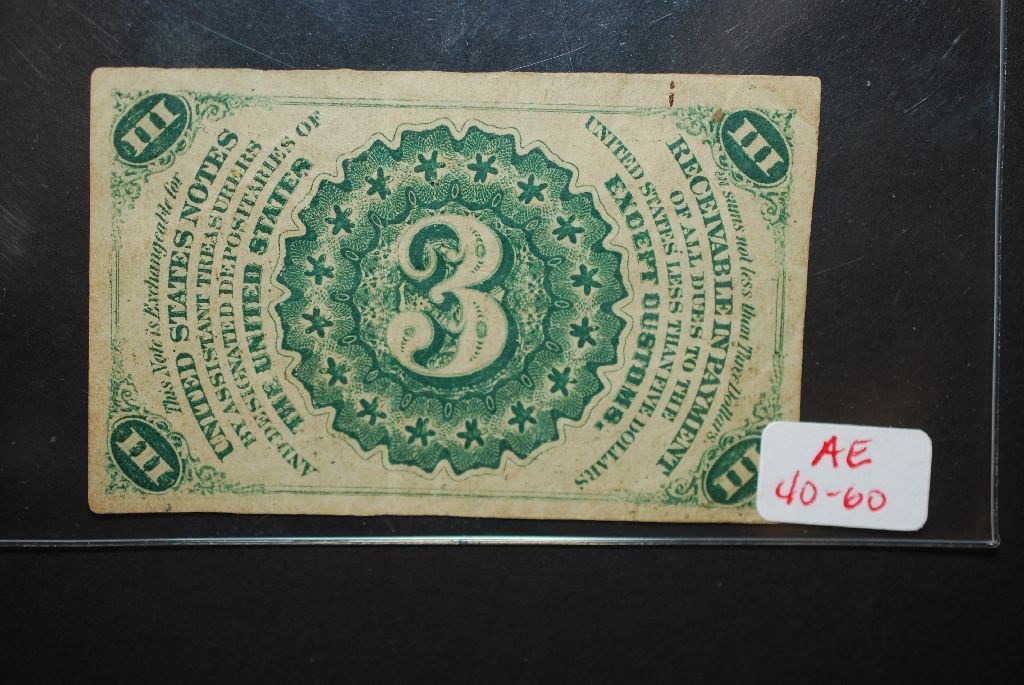 III
III
This Note is Exchangeable for
UNITED STATES NOTES
BY ASSISTANT TREASURERS
AND DESIGNATED DEPOSITARIES OF
THE UNITED STATES
3
RECEIVABLE IN PAYMENT
OF ALL DUES TO THE
UNITED STATES LESS THAN FIVE DOLLARS
EXCEPT CUSTOMS.
in sums not less than Three Dollars
III
III
AE
40-60